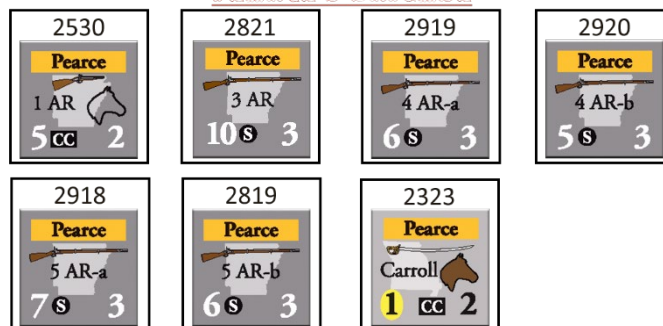 2530
Pearce
1 AR
5 CC 2
2821
Pearce
3 AR
10 S 3
2919
Pearce
4 AR-a
6 S 3
2920
Pearce
4 AR-b
5 S 3
2918
Pearce
5 AR-a
7 S 3
2819
Pearce
5 AR-b
6 S 3
2323
Pearce
Carroll
1 CC 2